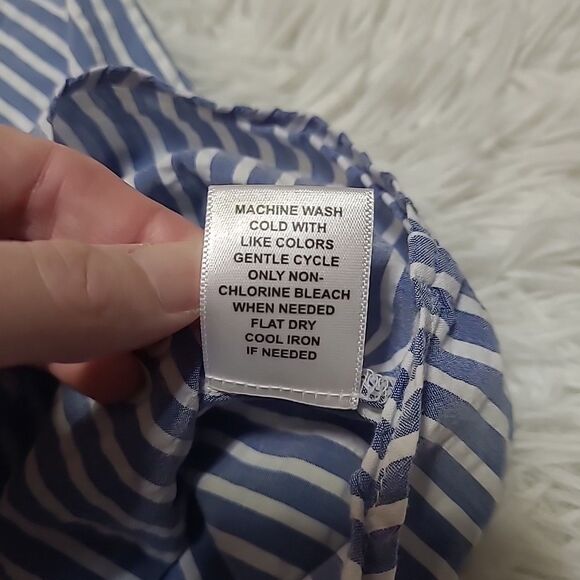 MACHINE WASH
COLD WITH
LIKE COLORS
GENTLE CYCLE
ONLY NON-
CHLORINE BLEACH
WHEN NEEDED
FLAT DRY
COOL IRON
IF NEEDED